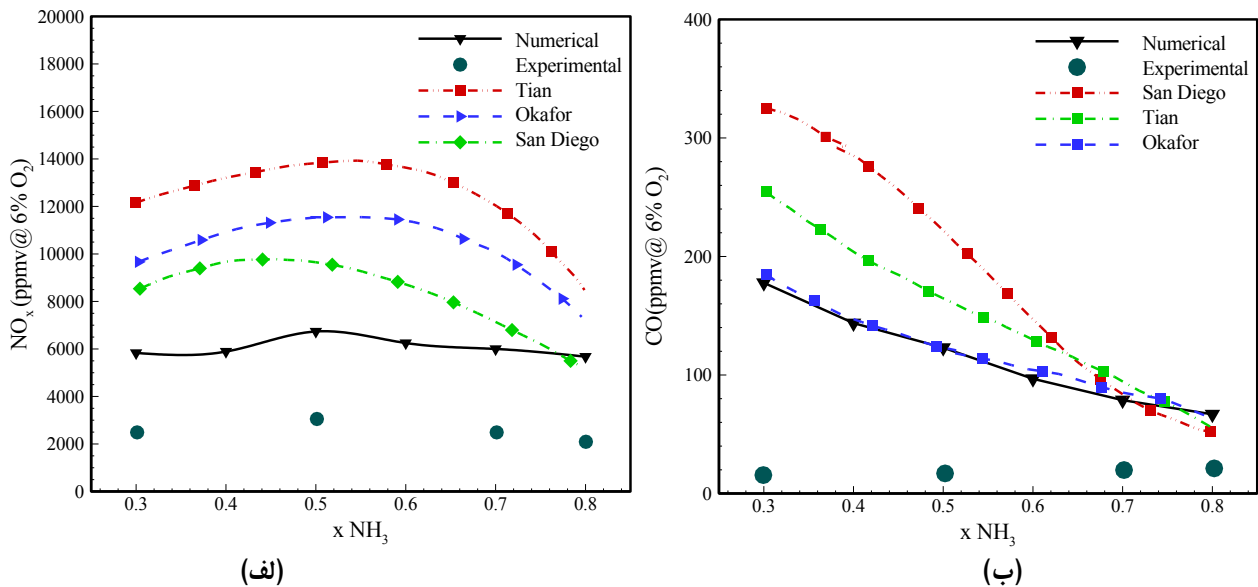 20000
18000
16000
14000
12000
10000
8000
6000
4000
2000
0
NOx(ppmv@ 6% O2)
Numerical
Experimental
Tian
Okafor
San Diego
0.3 0.4 0.5 0.6 0.7 0.8
x NH3
(لف)
400
300
200
100
0
CO(ppmv@ 6% O2)
Numerical
Experimental
San Diego
Tian
Okafor
0.3 0.4 0.5 0.6 0.7 0.8
x NH3
(ب)